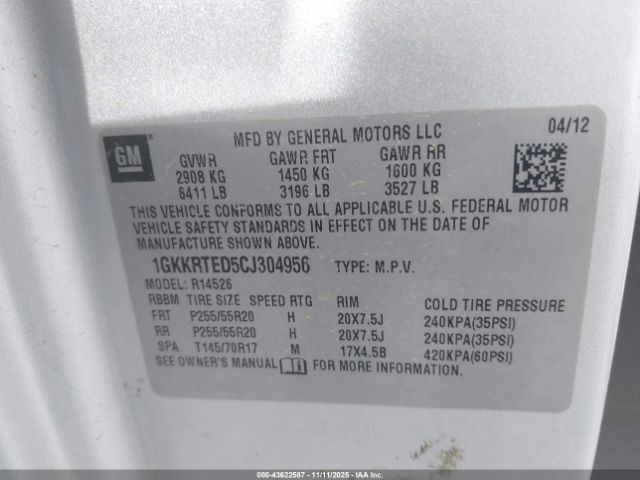 MFD BY GENERAL MOTORS LLC 04/12
GM
GVWR GAWR FRT GAWR RR
2908 KG 1450 KG 1600 KG
6411 LB 3196 LB 3527 LB
THIS VEHICLE CONFORMS TO ALL APPLICABLE U.S. FEDERAL MOTOR
VEHICLE SAFETY STANDARDS IN EFFECT ON THE DATE OF
MANUFACTURE SHOWN ABOVE.
1GKKRTED5CJ304956 TYPE: M.P.V.
MODEL: R14526
RBBM TIRE SIZE SPEED RTG RIM COLD TIRE PRESSURE
FRT P255/55R20 H 20X7.5J 240KPA(35PSI)
RR P255/55R20 H 20X7.5J 240KPA(35PSI)
SPA T145/70R17 M 17X4.5B 420KPA(60PSI)
SEE OWNER'S MANUAL FOR MORE INFORMATION.
000-43622587 - 11/11/2025 - IAAI.com